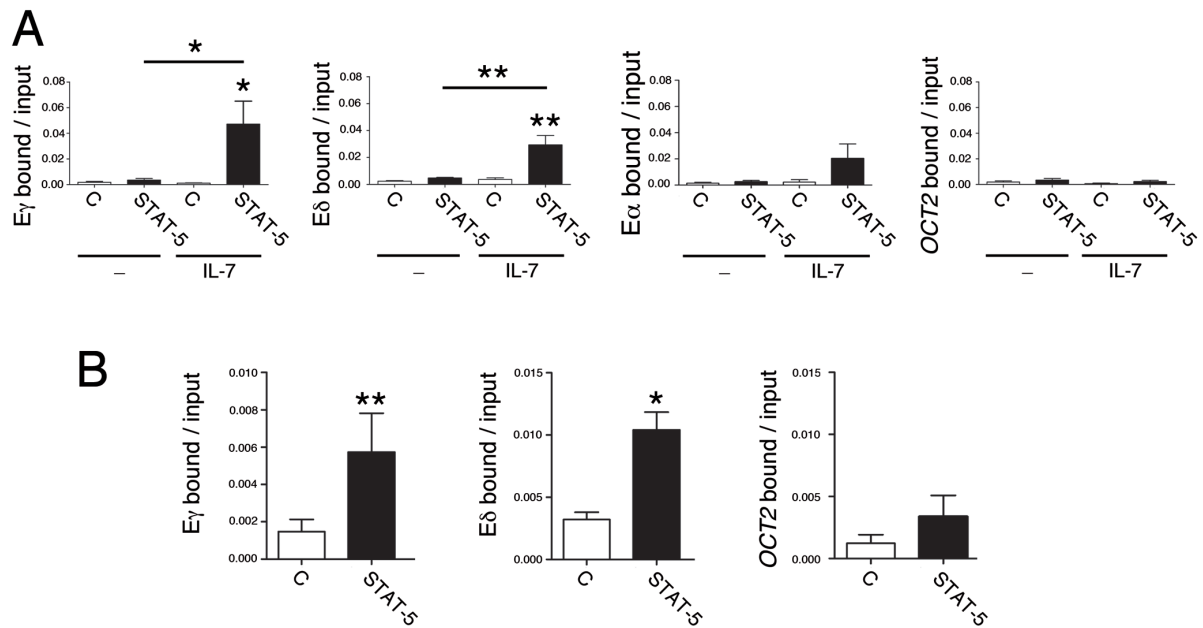 A
Eγ bound / input
0.08
0.06
0.04
0.02
0.00
*
*
C
STAT-5
C
STAT-5
–
IL-7
Eδ bound / input
0.08
0.06
0.04
0.02
0.00
**
**
C
STAT-5
C
STAT-5
–
IL-7
Eα bound / input
0.08
0.06
0.04
0.02
0.00
C
STAT-5
C
STAT-5
–
IL-7
OCT2 bound / input
0.08
0.06
0.04
0.02
0.00
C
STAT-5
C
STAT-5
–
IL-7
B
Eγ bound / input
0.010
0.008
0.006
0.004
0.002
0.000
**
C
STAT-5
Eδ bound / input
0.015
0.010
0.005
0.000
*
C
STAT-5
OCT2 bound / input
0.015
0.010
0.005
0.000
C
STAT-5